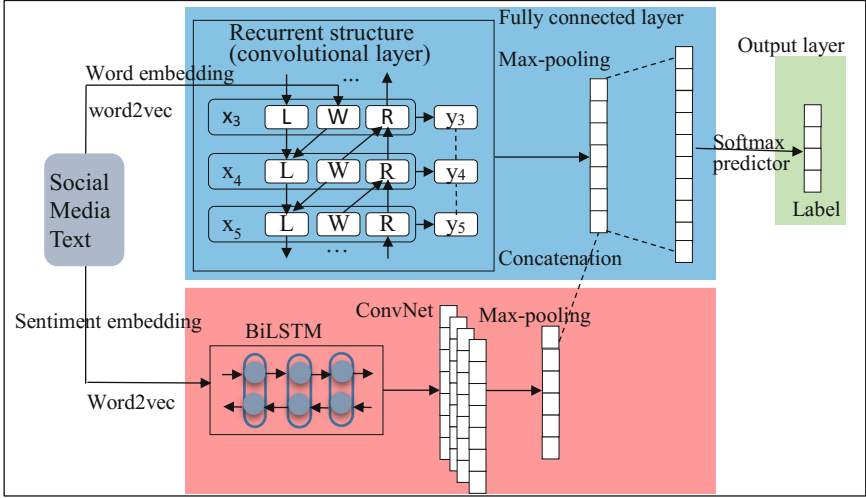 Recurrent structure
(convolutional layer)
Fully connected layer
Max-pooling
Output layer
Word embedding
word2vec
...
x3 L W R y3
x4 L W R y4
x5 L W R y5
...
Softmax
predictor
Label
Social
Media
Text
Concatenation
Sentiment embedding
Word2vec
BiLSTM
ConvNet
Max-pooling